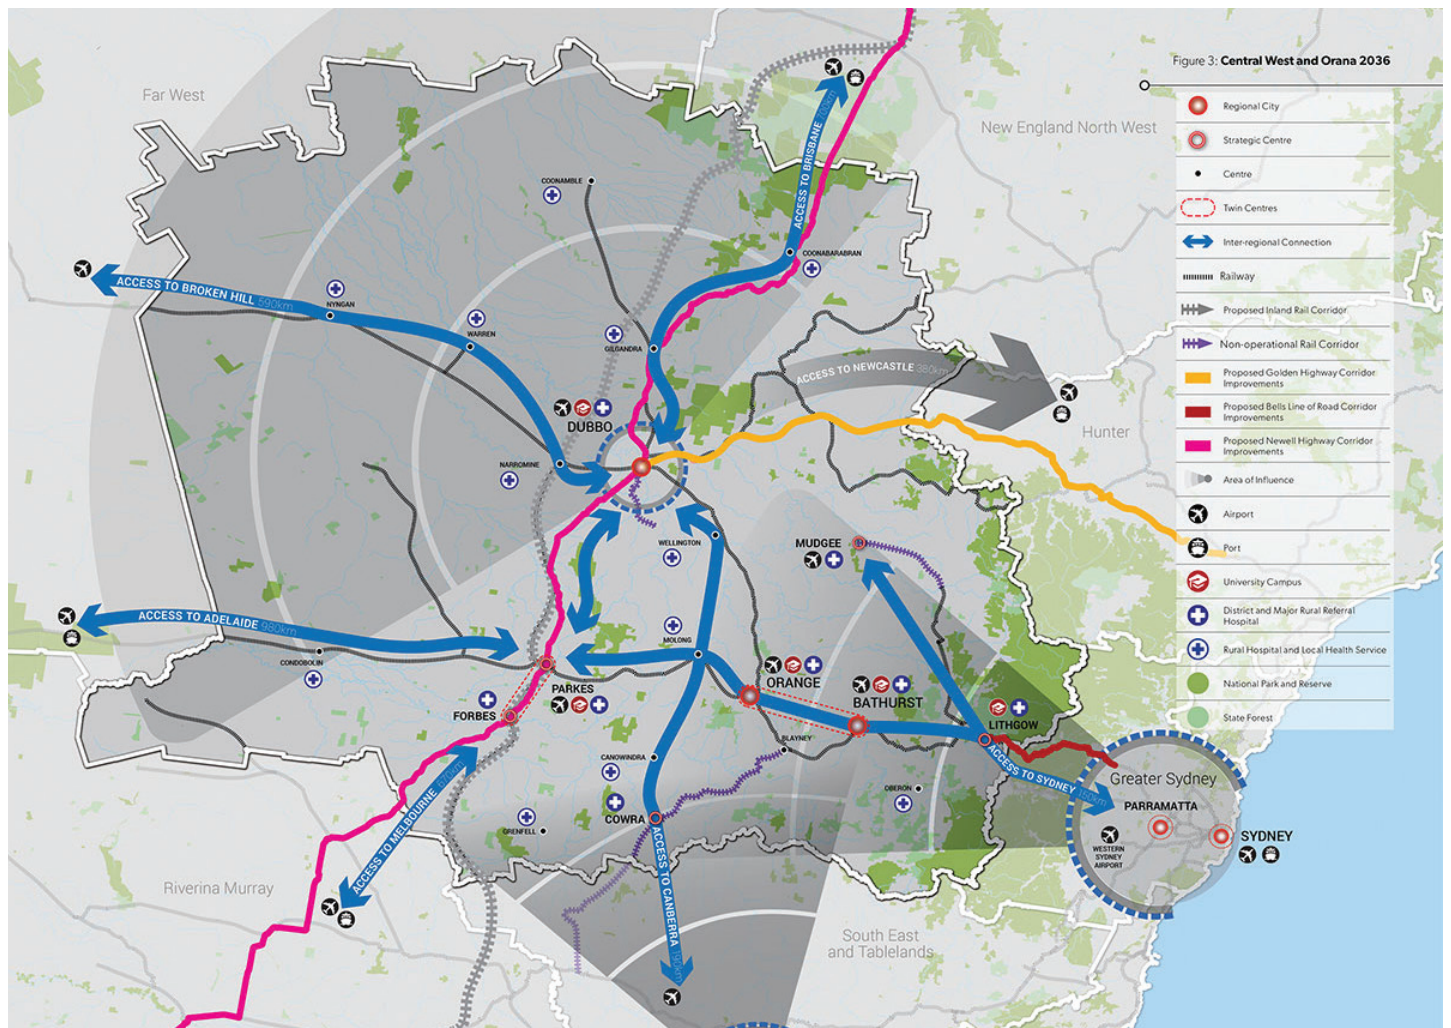 Figure 3: Central West and Orana 2036
Regional City
Strategic Centre
Centre
Twin Centres
Inter-regional Connection
Railway
Proposed Inland Rail Corridor
Non-operational Rail Corridor
Proposed Golden Highway Corridor
Improvements
Proposed Bells Line of Road Corridor
Improvements
Proposed Newell Highway Corridor
Improvements
Area of Influence
Airport
Port
University Campus
District and Major Rural Referral
Hospital
Rural Hospital and Local Health Service
National Park and Reserve
State Forest
Far West
New England North West
ACCESS TO BRISBANE 700km
COONAMBLE
COONABARABRAN
ACCESS TO BROKEN HILL 590km
NYNGAN
WARREN
GILGANDRA
ACCESS TO NEWCASTLE 380km
Hunter
DUBBO
NARROMINE
WELLINGTON
MUDGEE
ACCESS TO ADELAIDE 980km
CONDOBOLIN
MOLONG
PARKES
FORBES
ORANGE
BATHURST
LITHGOW
BLAYNEY
CANOWINDRA
OBERON
COWRA
GRENFELL
ACCESS TO SYDNEY 150km
Greater Sydney
PARRAMATTA
SYDNEY
WESTERN
SYDNEY
AIRPORT
ACCESS TO MELBOURNE 670km
ACCESS TO CANBERRA 190km
Riverina Murray
South East
and Tablelands